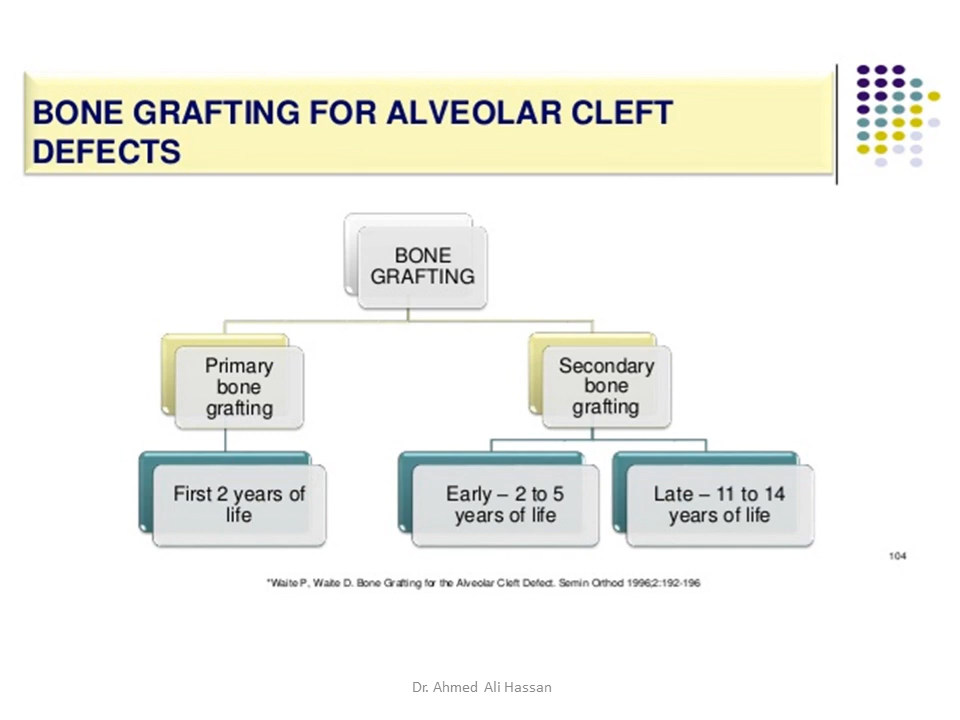 BONE GRAFTING FOR ALVEOLAR CLEFT
DEFECTS
BONE
GRAFTING
Primary
bone
grafting
Secondary
bone
grafting
First 2 years of
life
Early – 2 to 5
years of life
Late – 11 to 14
years of life
104
*Waite P, Waite D. Bone Grafting for the Alveolar Cleft Defect. Semin Orthod 1996;2:192-196
Dr. Ahmed Ali Hassan